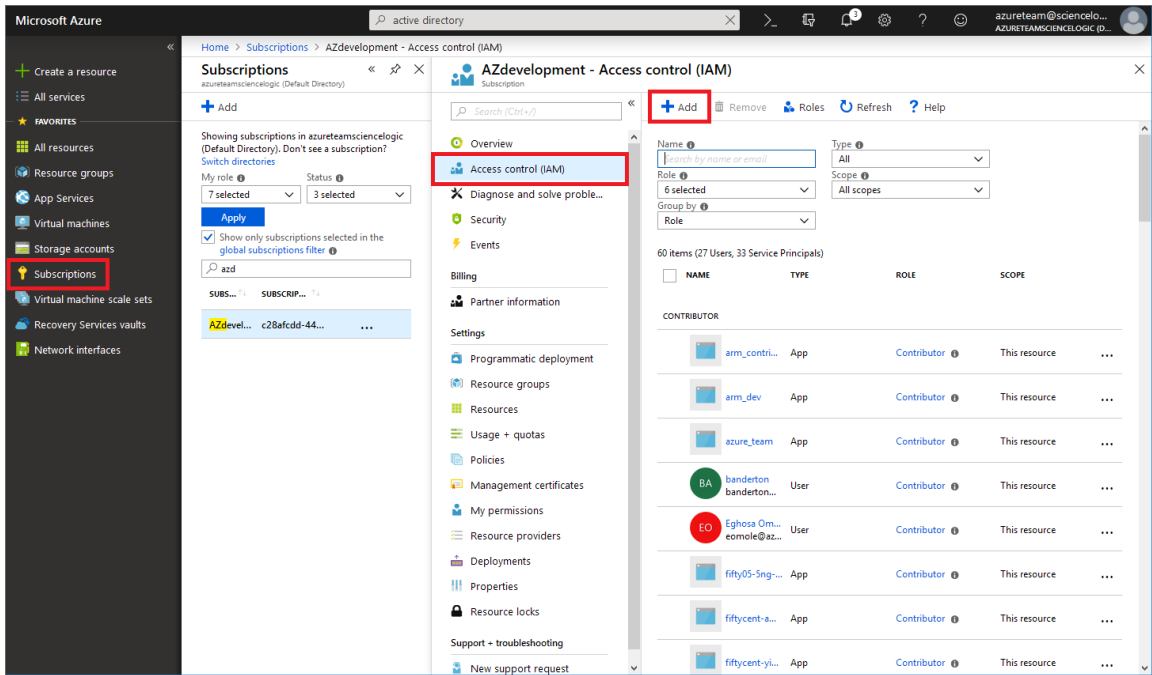 Microsoft Azure
active directory
3
azureteam@sciencelo...
AZURETEAMSCIENCELOGIC (D...
Create a resource
All services
FAVORITES
All resources
Resource groups
App Services
Virtual machines
Storage accounts
Subscriptions
Virtual machine scale sets
Recovery Services vaults
Network interfaces
Home > Subscriptions > AZdevelopment - Access control (IAM)
Subscriptions
azureteamsciencelogic (Default Directory)
Add
Showing subscriptions in azureteamsciencelogic
(Default Directory). Don't see a subscription?
Switch directories
My role Status
7 selected 3 selected
Apply
Show only subscriptions selected in the
global subscriptions filter
azd
SUBS... SUBSCRIP...
AZdevel... c28afcdd-44... ...
AZdevelopment - Access control (IAM)
Subscription
Search (Ctrl+/)
Overview
Access control (IAM)
Diagnose and solve proble...
Security
Events
Billing
Partner information
Settings
Programmatic deployment
Resource groups
Resources
Usage + quotas
Policies
Management certificates
My permissions
Resource providers
Deployments
Properties
Resource locks
Support + troubleshooting
New support request
Add Remove Roles Refresh Help
Name Type
Search by name or email All
Role Scope
6 selected All scopes
Group by
Role
60 items (27 Users, 33 Service Principals)
NAME TYPE ROLE SCOPE
CONTRIBUTOR
arm_contri... App Contributor This resource ...
arm_dev App Contributor This resource ...
azure_team App Contributor This resource ...
BA banderton User Contributor This resource ...
banderton...
EO Eghosa Om... User Contributor This resource ...
eomole@az...
fifty05-5ng-... App Contributor This resource ...
fiftycent-a... App Contributor This resource ...
fiftycent-yi... App Contributor This resource ...